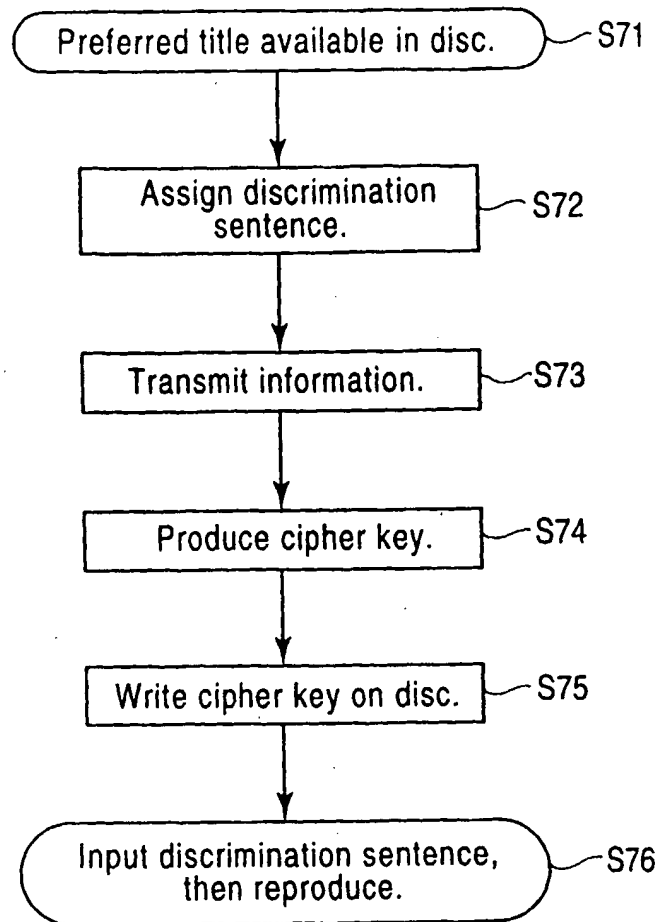 Preferred title available in disc.
S71
Assign discrimination
sentence.
S72
Transmit information.
S73
Produce cipher key.
S74
Write cipher key on disc.
S75
Input discrimination sentence,
then reproduce.
S76